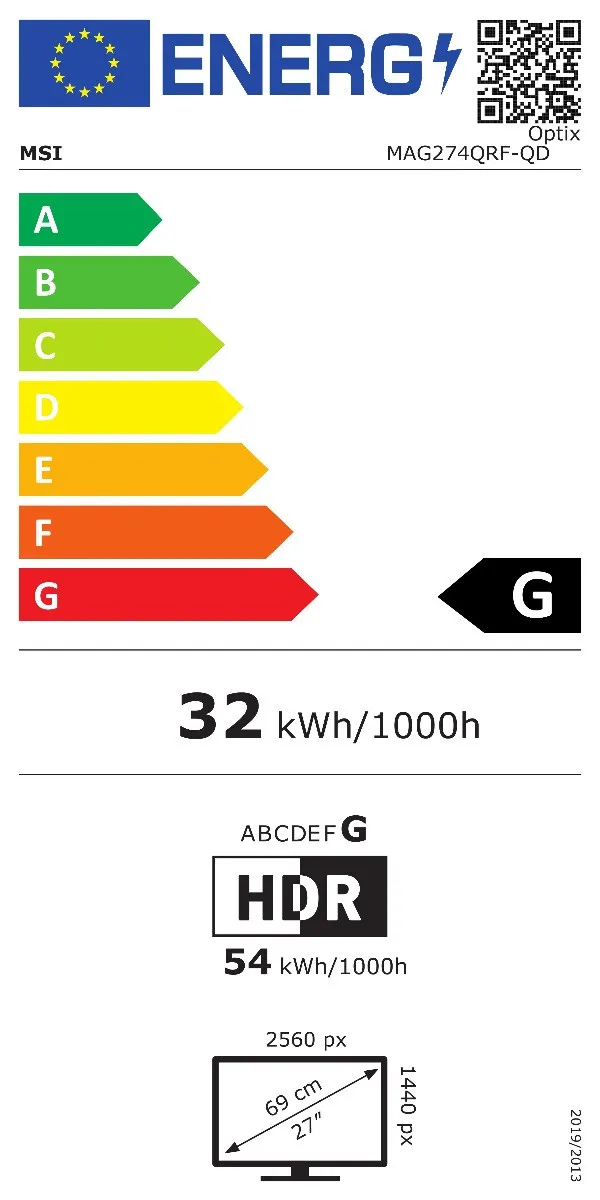 ENERG
Optix
MSI MAG274QRF-QD
A
B
C
D
E
F
G
G
32 kWh/1000h
ABCDEFG
HDR
54 kWh/1000h
2560 px
1440 px
69 cm
27"
2019/2013